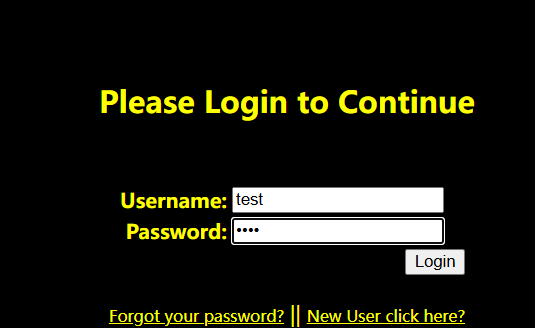 Please Login to Continue
Username: test
Password: ••••
Login
Forgot your password? || New User click here?